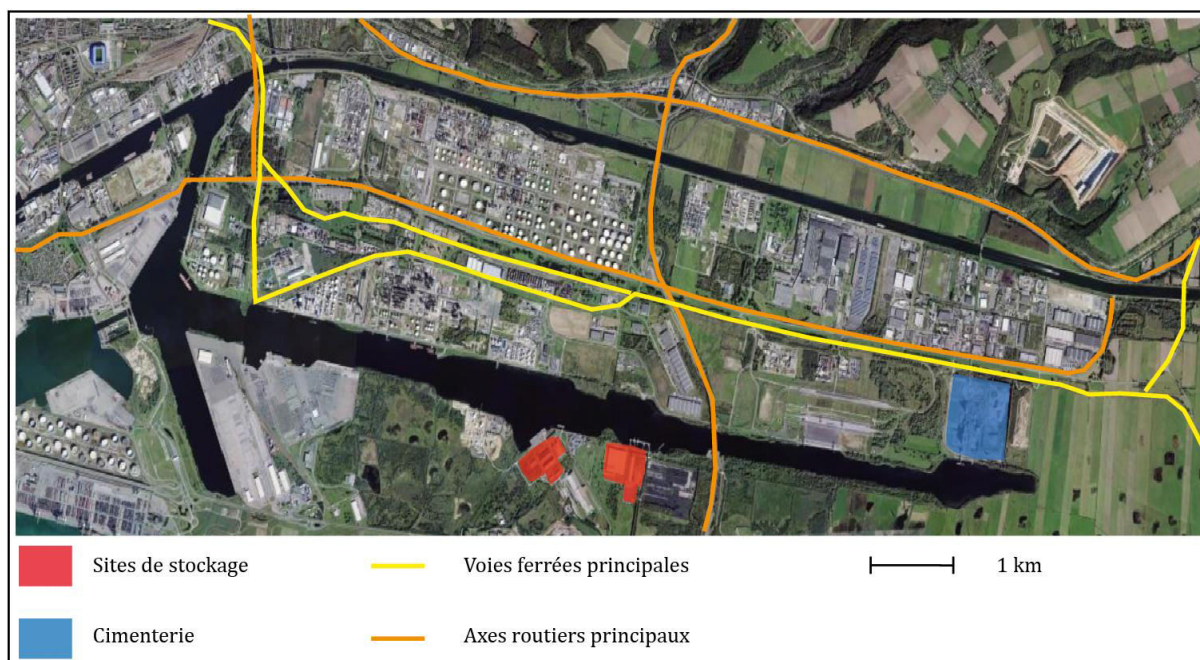 Sites de stockage
Voies ferrées principales
1 km
Cimenterie
Axes routiers principaux